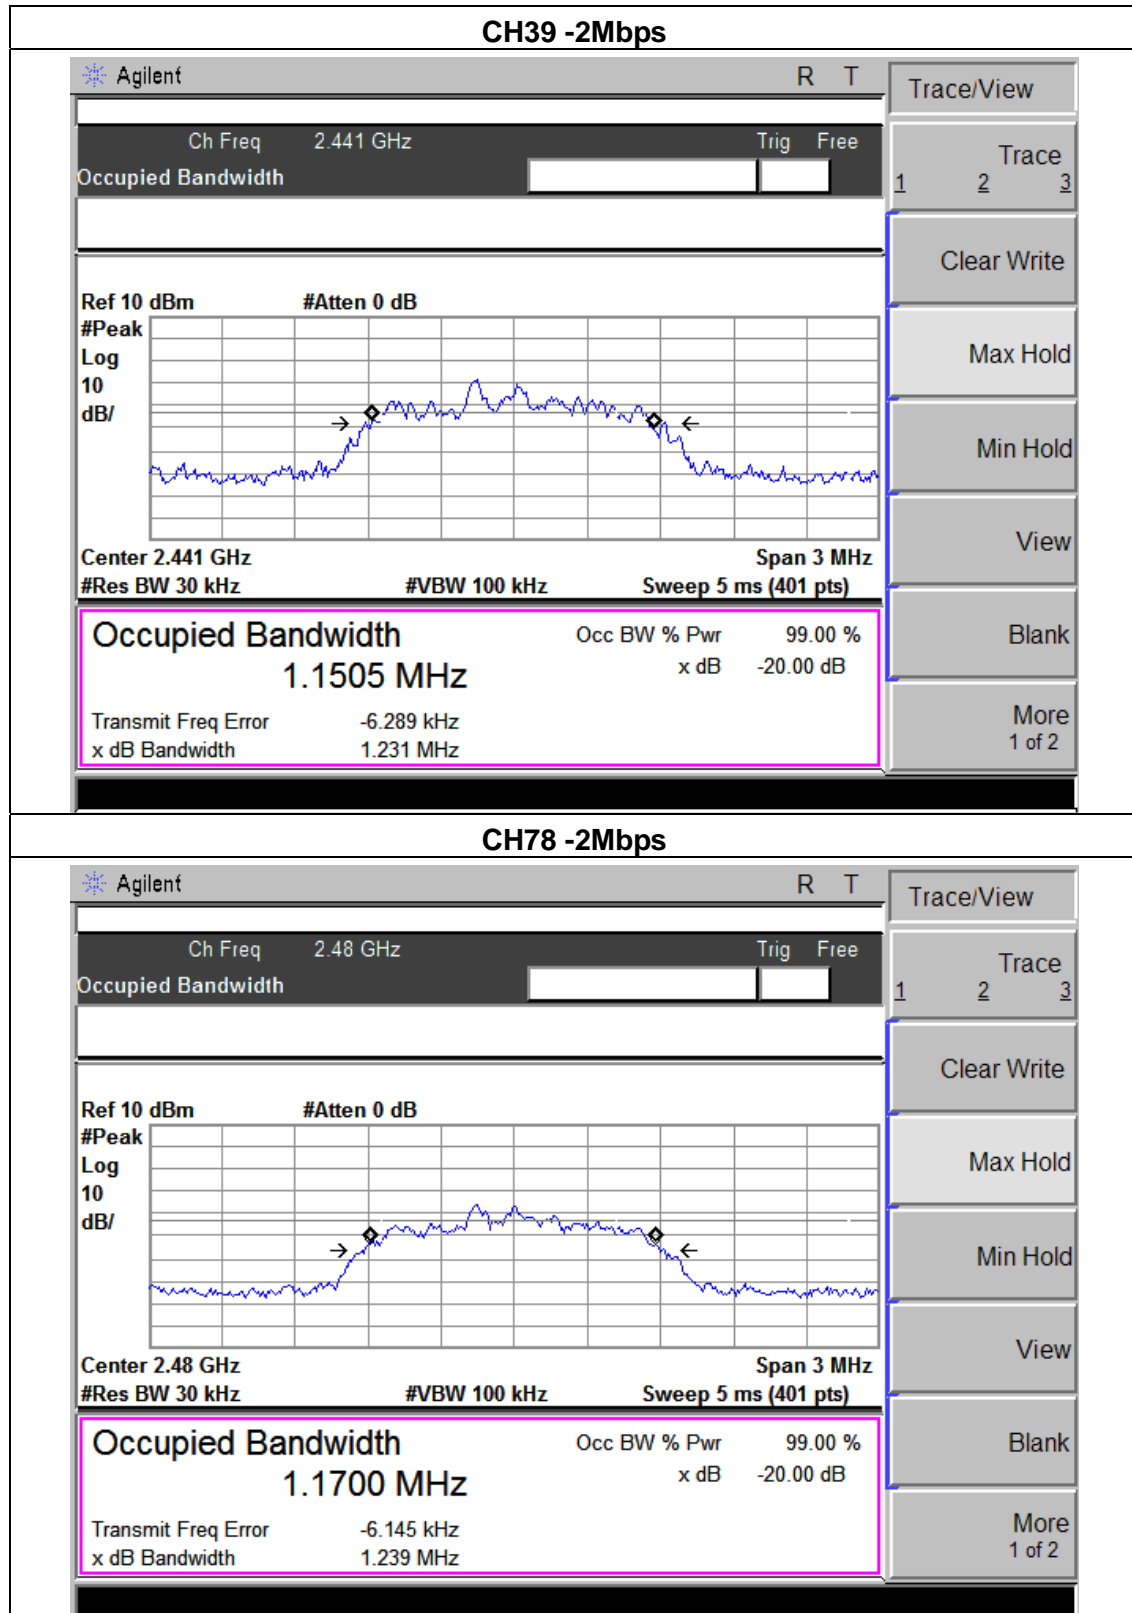 CH39 -2Mbps
Agilent R T
Trace/View
Ch Freq 2.441 GHz Trig Free
Occupied Bandwidth
Trace
1 2 3
Clear Write
Ref 10 dBm #Atten 0 dB
#Peak
Log
10
dB/
Max Hold
Min Hold
View
Center 2.441 GHz Span 3 MHz
#Res BW 30 kHz #VBW 100 kHz Sweep 5 ms (401 pts)
Occupied Bandwidth Occ BW % Pwr 99.00 %
1.1505 MHz x dB -20.00 dB
Blank
Transmit Freq Error -6.289 kHz
x dB Bandwidth 1.231 MHz
More
1 of 2
CH78 -2Mbps
Agilent R T
Trace/View
Ch Freq 2.48 GHz Trig Free
Occupied Bandwidth
Trace
1 2 3
Clear Write
Ref 10 dBm #Atten 0 dB
#Peak
Log
10
dB/
Max Hold
Min Hold
View
Center 2.48 GHz Span 3 MHz
#Res BW 30 kHz #VBW 100 kHz Sweep 5 ms (401 pts)
Occupied Bandwidth Occ BW % Pwr 99.00 %
1.1700 MHz x dB -20.00 dB
Blank
Transmit Freq Error -6.145 kHz
x dB Bandwidth 1.239 MHz
More
1 of 2